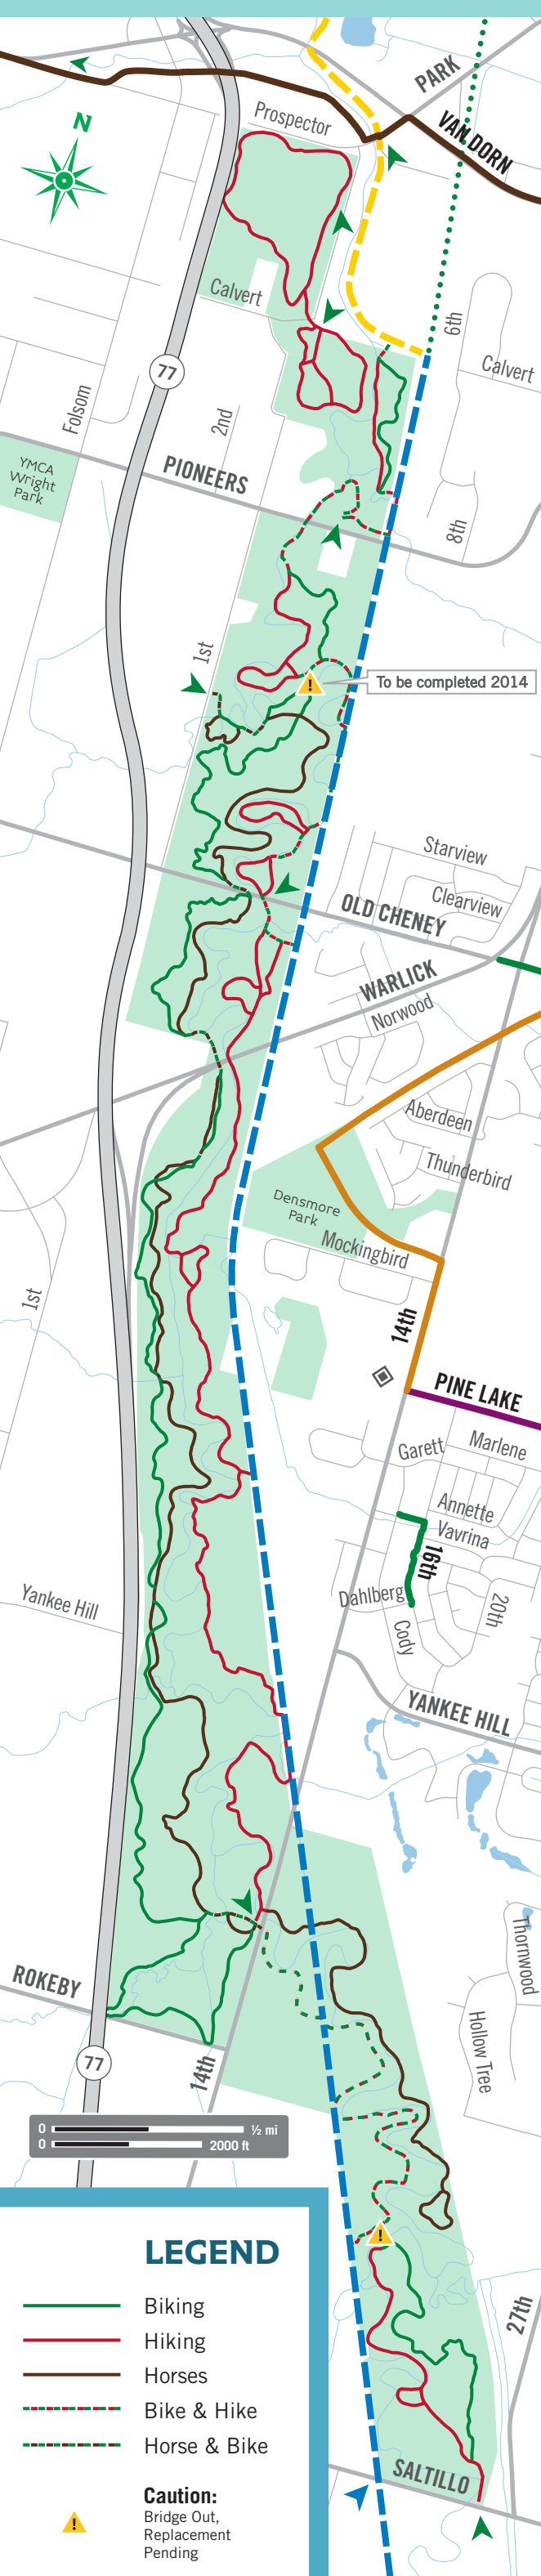 PARK
VAN DORN
N
Prospector
Calvert
6th
Calvert
77
Folsom
2nd
PIONEERS
YMCA
Wright
Park
8th
1st
!
To be completed 2014
Starview
Clearview
OLD CHENEY
WARLICK
Norwood
Aberdeen
Thunderbird
Densmore
Park
Mockingbird
1st
14th
PINE LAKE
Garett
Marlene
Annette
Vavrina
16th
Dahlberg
20th
Cody
Yankee Hill
YANKEE HILL
Thornwood
ROKEBY
Hollow Tree
77
14th
0 ½ mi
0 2000 ft
!
27th
SALTILLO
LEGEND
Biking
Hiking
Horses
Bike & Hike
Horse & Bike
!
Caution:
Bridge Out,
Replacement
Pending